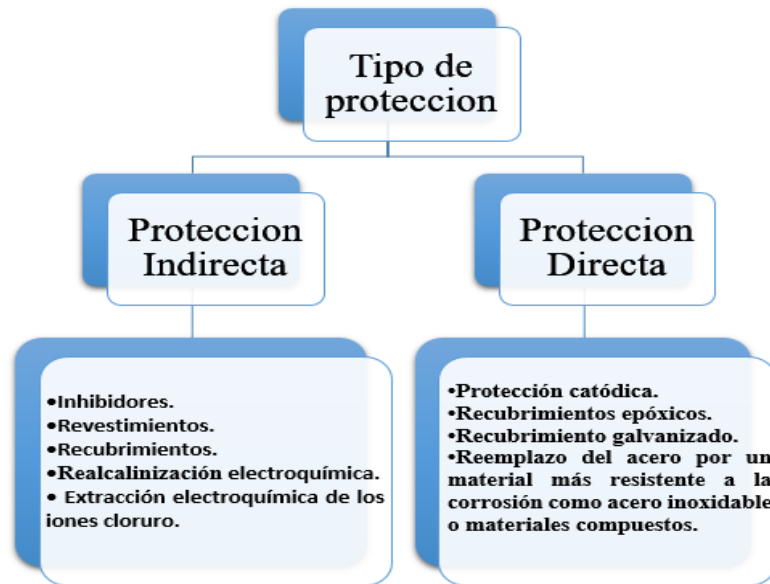 Tipo de
proteccion
Proteccion
Indirecta
Proteccion
Directa
•Inhibidores.
•Revestimientos.
•Recubrimientos.
•Realcalinización electroquímica.
• Extracción electroquímica de los
iones cloruro.
•Protección catódica.
•Recubrimientos epóxicos.
•Recubrimiento galvanizado.
•Reemplazo del acero por un
material más resistente a la
corrosión como acero inoxidable
o materiales compuestos.